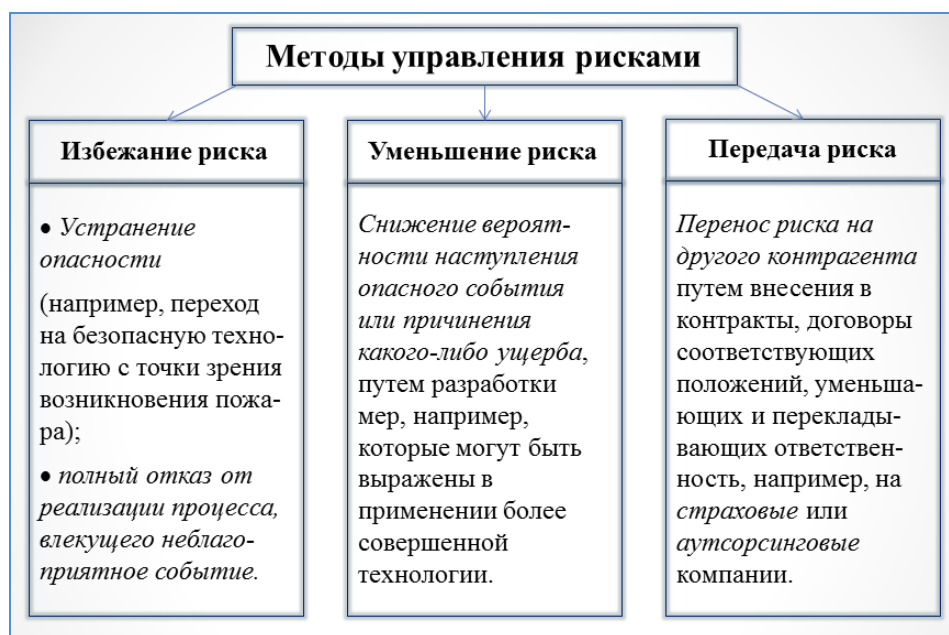 Методы управления рисками
Избежание риска
• Устранение
опасности
(например, переход
на безопасную техно-
логию с точки зрения
возникновения пожа-
ра);
• полный отказ от
реализации процесса,
влекущего неблаго-
приятное событие.
Уменьшение риска
Снижение вероят-
ности наступления
опасного события
или причинения
какого-либо ущерба,
путем разработки
мер, например,
которые могут быть
выражены в
применении более
совершенной
технологии.
Передача риска
Перенос риска на
другого контрагента
путем внесения в
контракты, договоры
соответствующих
положений, уменьша-
ющих и переклады-
вающих ответствен-
ность, например, на
страховые или
аутсорсинговые
компании.